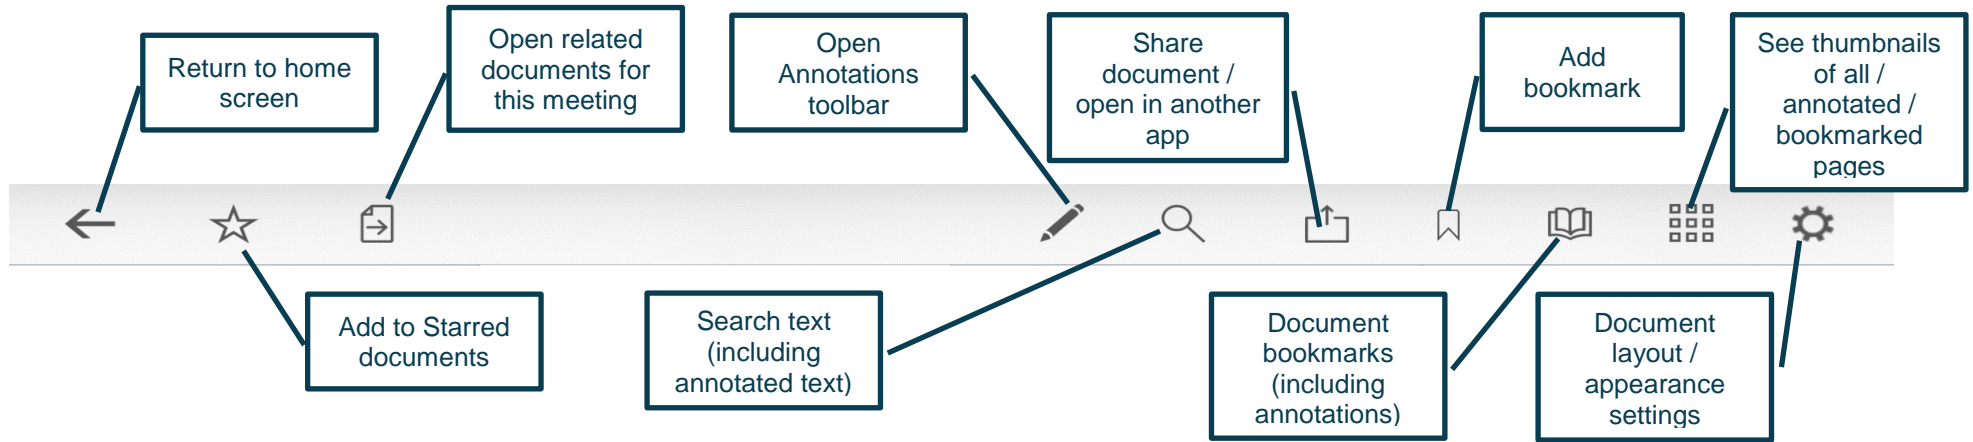 Return to home
screen
Open related
documents for
this meeting
Open
Annotations
toolbar
Share
document /
open in another
app
Add
bookmark
See thumbnails
of all /
annotated /
bookmarked
pages
Add to Starred
documents
Search text
(including
annotated text)
Document
bookmarks
(including
annotations)
Document
layout /
appearance
settings